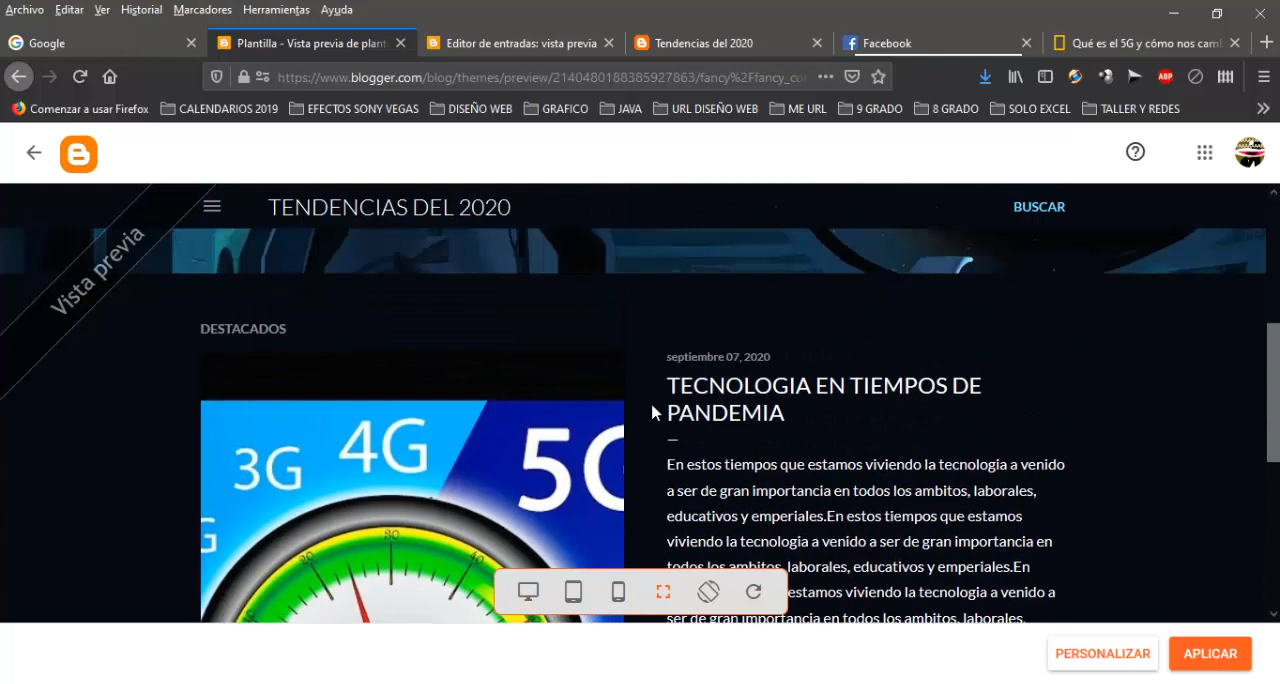 Archivo Editar Ver Historial Marcadores Herramientas Ayuda
Google
Plantilla - Vista previa de plant
Editor de entradas: vista previa
Tendencias del 2020
Facebook
Qué es el 5G y cómo nos camb
https://www.blogger.com/blog/themes/preview/2140480188385927863/fancy%2Ffancy_cu
ABP
Comenzar a usar Firefox CALENDARIOS 2019 EFECTOS SONY VEGAS DISEÑO WEB GRAFICO JAVA URL DISEÑO WEB ME URL 9 GRADO 8 GRADO SOLO EXCEL TALLER Y REDES
Vista previa
TENDENCIAS DEL 2020
BUSCAR
DESTACADOS
3G 4G 5G
G
20 30 40
septiembre 07, 2020
TECNOLOGIA EN TIEMPOS DE
PANDEMIA
En estos tiempos que estamos viviendo la tecnologia a venido
a ser de gran importancia en todos los ambitos, laborales,
educativos y emperiales.En estos tiempos que estamos
viviendo la tecnologia a venido a ser de gran importancia en
todos los ambitos, laborales, educativos y emperiales.En
estamos viviendo la tecnologia a venido a
ser de gran importancia en todos los ambitos, laborales,
PERSONALIZAR
APLICAR